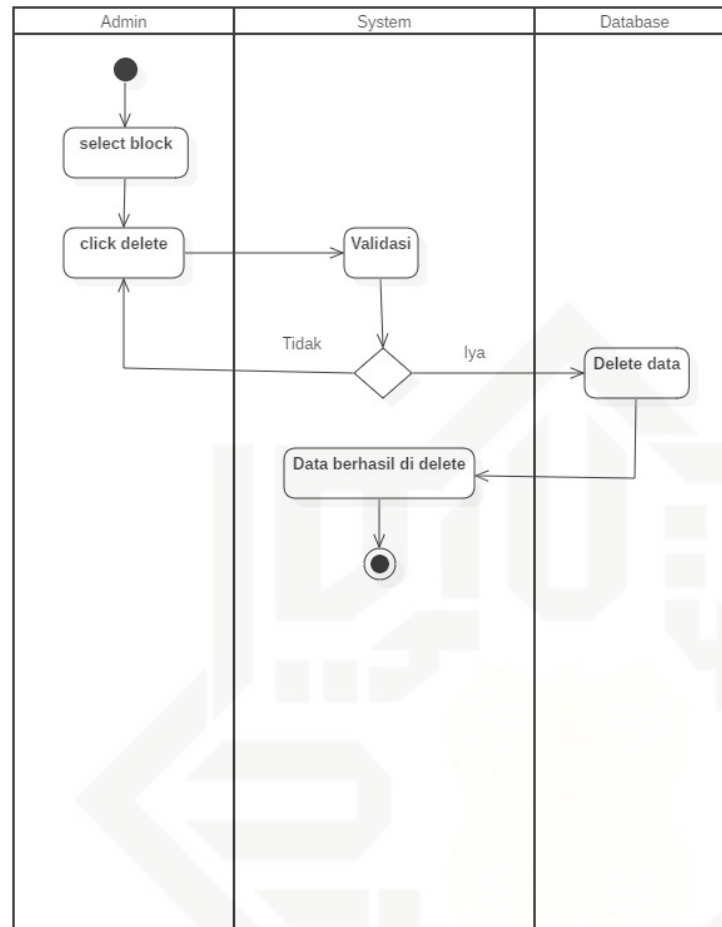 Admin
System
Database
select block
click delete
Validasi
Tidak
Iya
Delete data
Data berhasil di delete